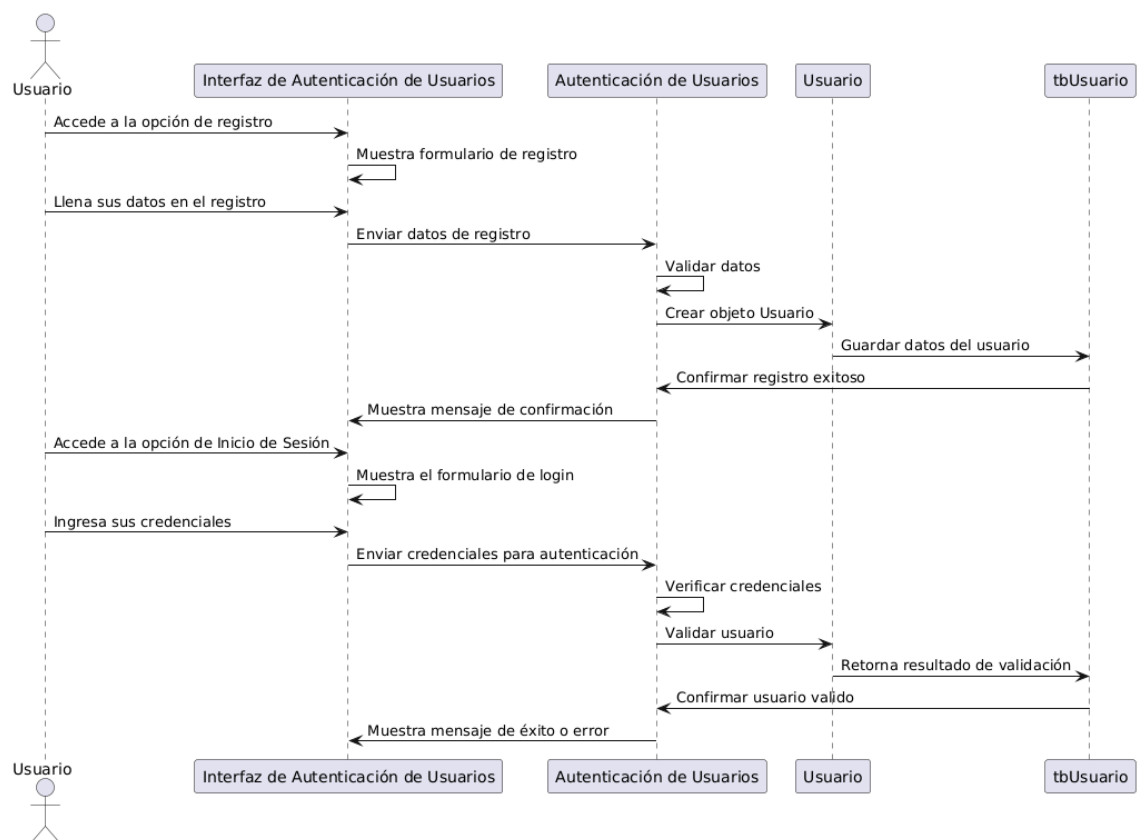 Usuario
Interfaz de Autenticación de Usuarios
Autenticación de Usuarios
Usuario
tbUsuario
Accede a la opción de registro
Muestra formulario de registro
Llena sus datos en el registro
Enviar datos de registro
Validar datos
Crear objeto Usuario
Guardar datos del usuario
Confirmar registro exitoso
Muestra mensaje de confirmación
Accede a la opción de Inicio de Sesión
Muestra el formulario de login
Ingresa sus credenciales
Enviar credenciales para autenticación
Verificar credenciales
Validar usuario
Retorna resultado de validación
Confirmar usuario valido
Muestra mensaje de éxito o error
Usuario
Interfaz de Autenticación de Usuarios
Autenticación de Usuarios
Usuario
tbUsuario